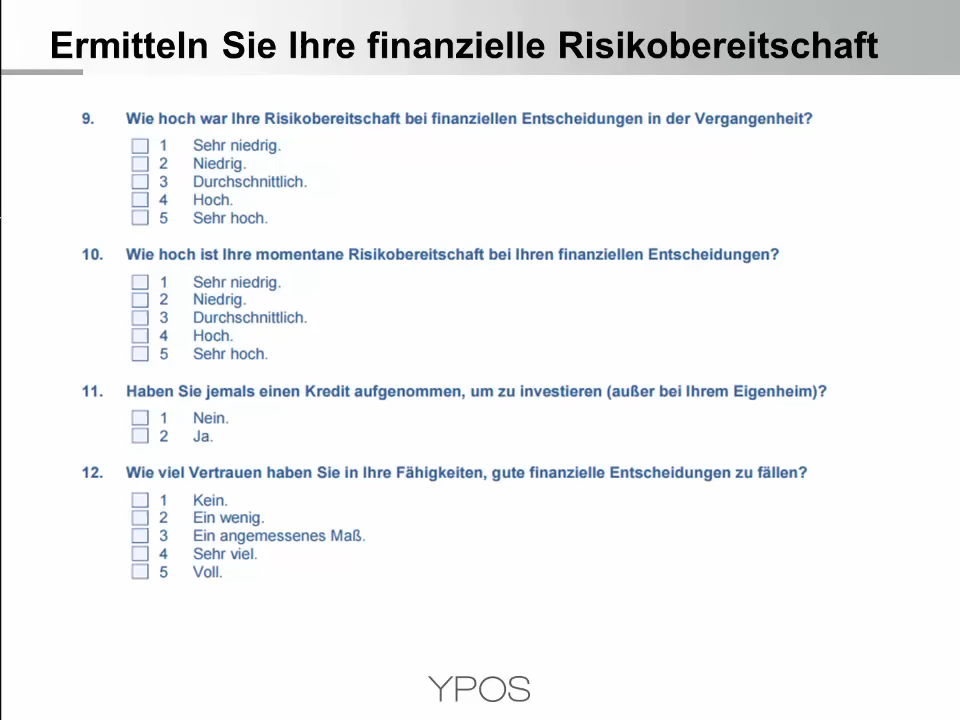 Ermitteln Sie Ihre finanzielle Risikobereitschaft
9. Wie hoch war Ihre Risikobereitschaft bei finanziellen Entscheidungen in der Vergangenheit?
1 Sehr niedrig.
2 Niedrig.
3 Durchschnittlich.
4 Hoch.
5 Sehr hoch.
10. Wie hoch ist Ihre momentane Risikobereitschaft bei Ihren finanziellen Entscheidungen?
1 Sehr niedrig.
2 Niedrig.
3 Durchschnittlich.
4 Hoch.
5 Sehr hoch.
11. Haben Sie jemals einen Kredit aufgenommen, um zu investieren (außer bei Ihrem Eigenheim)?
1 Nein.
2 Ja.
12. Wie viel Vertrauen haben Sie in Ihre Fähigkeiten, gute finanzielle Entscheidungen zu fällen?
1 Kein.
2 Ein wenig.
3 Ein angemessenes Maß.
4 Sehr viel.
5 Voll.
YPOS